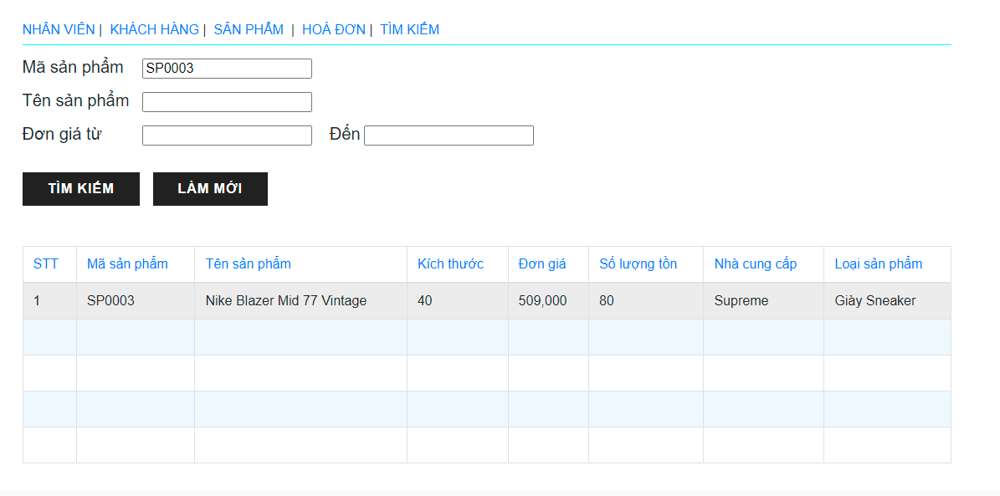 NHÂN VIÊN | KHÁCH HÀNG | SẢN PHẨM | HOÁ ĐƠN | TÌM KIẾM
Mã sản phẩm SP0003
Tên sản phẩm
Đơn giá từ Đến
TÌM KIẾM LÀM MỚI
STT Mã sản phẩm Tên sản phẩm Kích thước Đơn giá Số lượng tồn Nhà cung cấp Loại sản phẩm
1 SP0003 Nike Blazer Mid 77 Vintage 40 509,000 80 Supreme Giày Sneaker